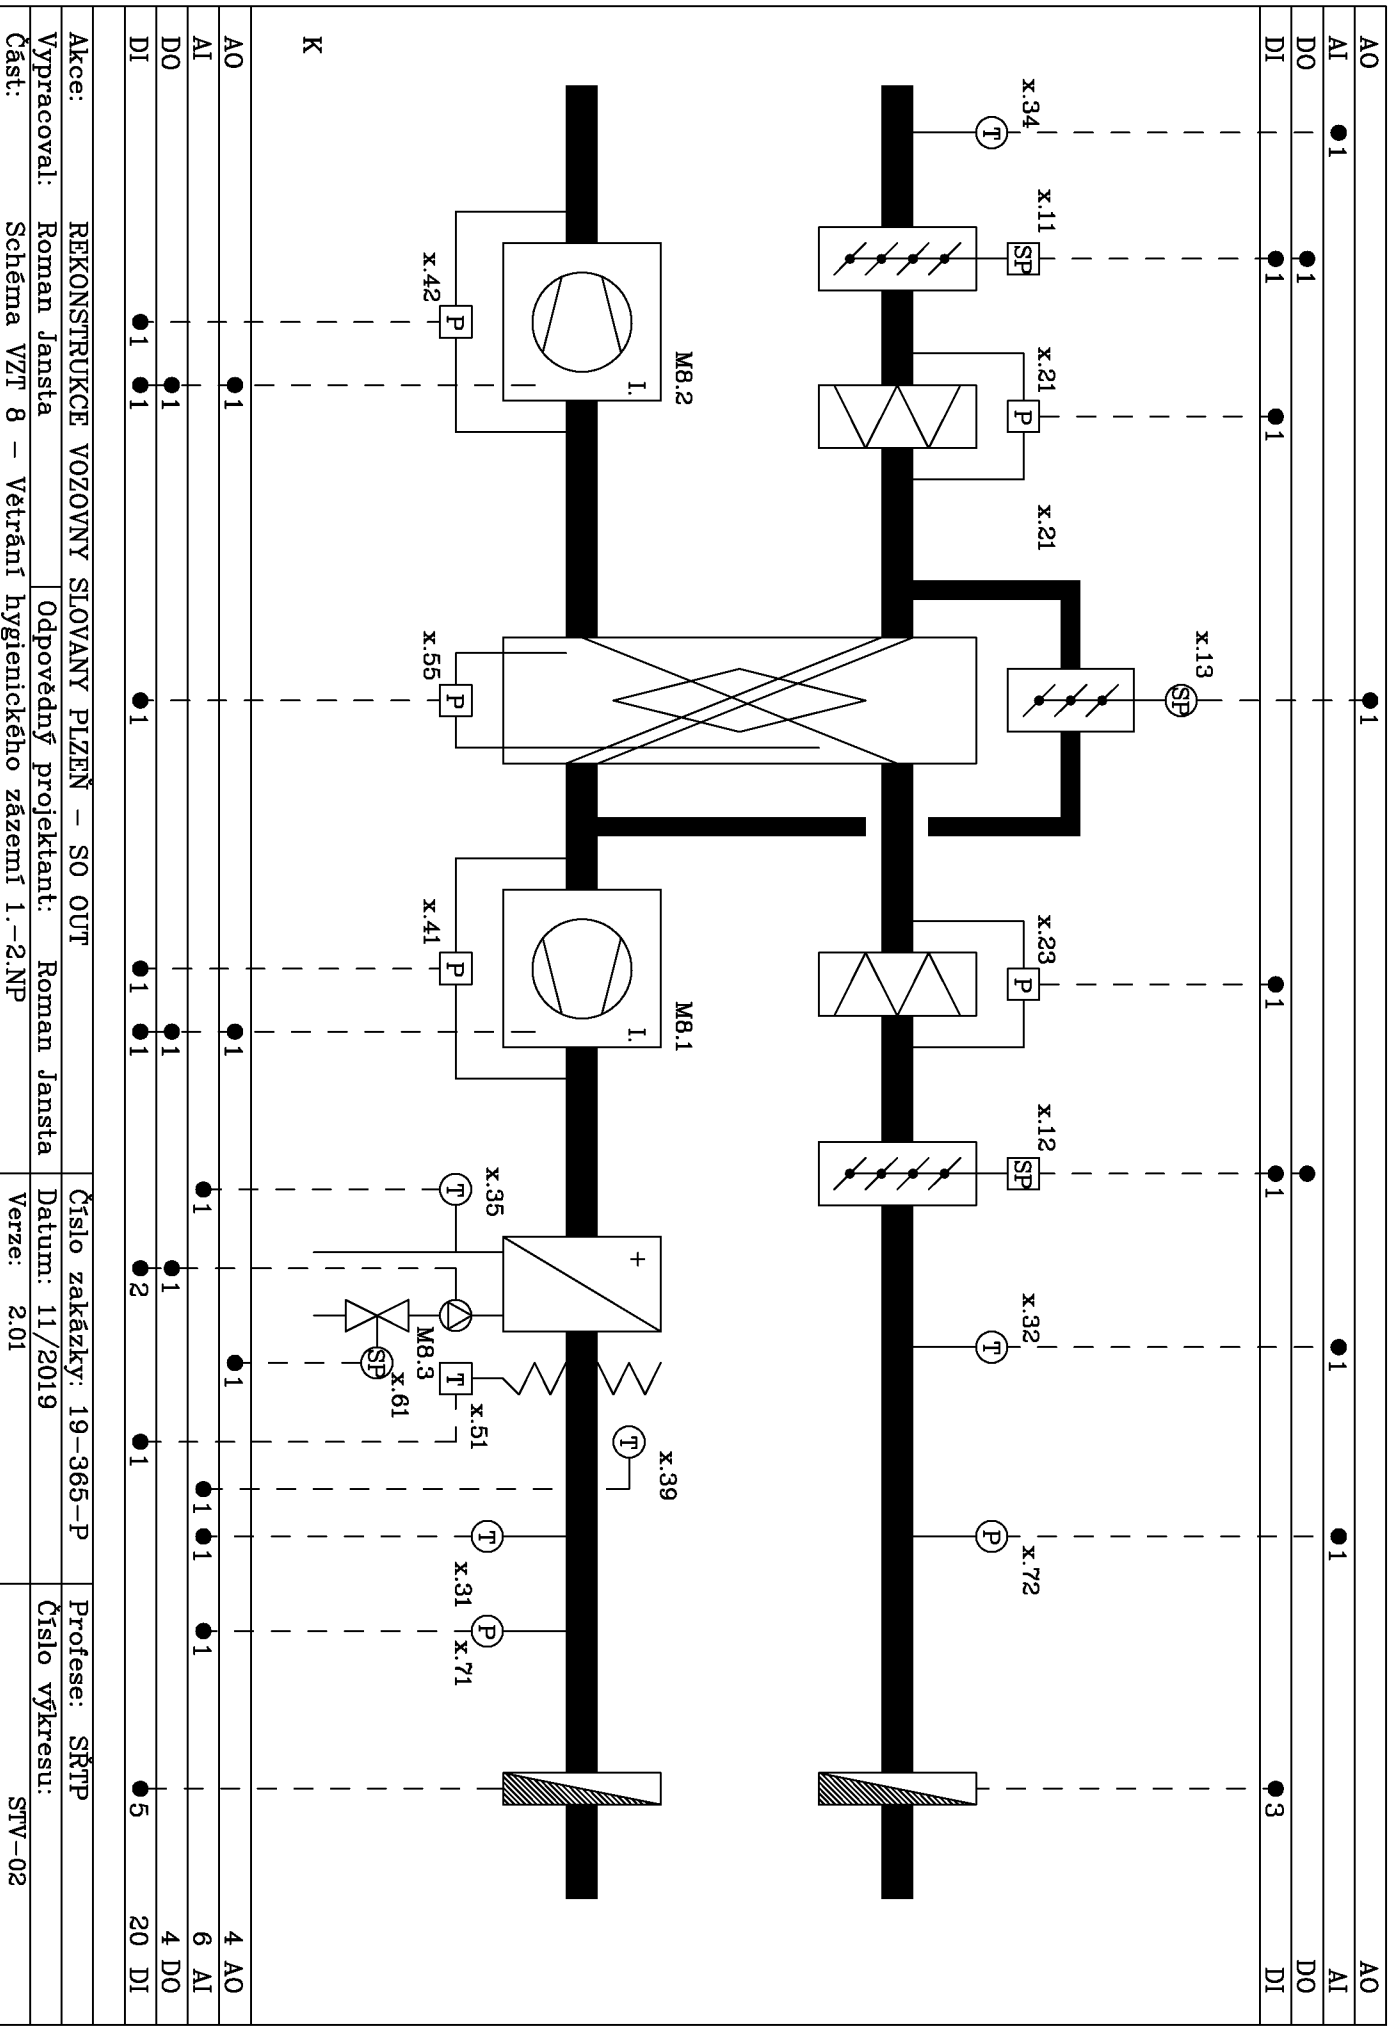 AO AO
AI AI
DO DO
DI DI
1
1
1
1
1
1
1
1
1
1
1
3
x.13
x.34
x.11
x.21
x.21
x.23
x.12
x.32
x.72
T
SP
P
SP
P
SP
T
P
M8.2
M8.1
x.39
I.
I.
+
T
x.42
x.55
x.41
x.35
M8.3
x.61
x.51
x.31
x.71
P
P
P
T
SP
T
T
P
K
AO 1 1 1 4 AO
AI 1 1 1 1 6 AI
DO 1 1 1 4 DO
DI 1 1 1 1 1 2 1 5 20 DI
Akce: REKONSTRUKCE VOZOVNY SLOVANY PLZEŇ – SO OUT Číslo zakázky: 19–365–P Profese: SŘTP
Vypracoval: Roman Jansta Odpovědný projektant: Roman Jansta Datum: 11/2019 Číslo výkresu:
Část: Schéma VZT 8 – Větrání hygienického zázemí 1.–2.NP Verze: 2.01 STV–02